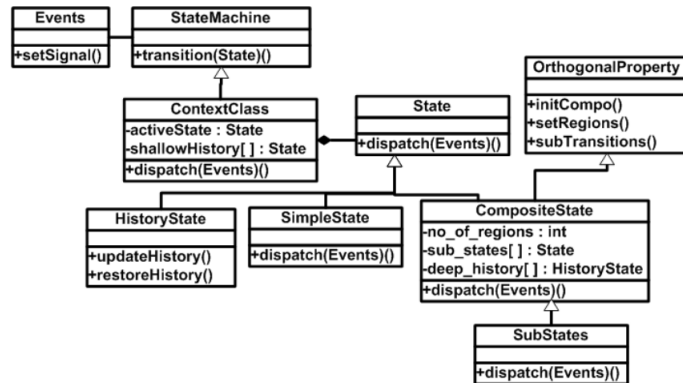 Events
+setSignal()
StateMachine
+transition(State)()
OrthogonalProperty
+initCompo()
+setRegions()
+subTransitions()
ContextClass
-activeState : State
-shallowHistory[ ] : State
+dispatch(Events)()
State
+dispatch(Events)()
HistoryState
+updateHistory()
+restoreHistory()
SimpleState
+dispatch(Events)()
CompositeState
-no_of_regions : int
-sub_states[ ] : State
-deep_history[ ] : HistoryState
+dispatch(Events)()
SubStates
+dispatch(Events)()